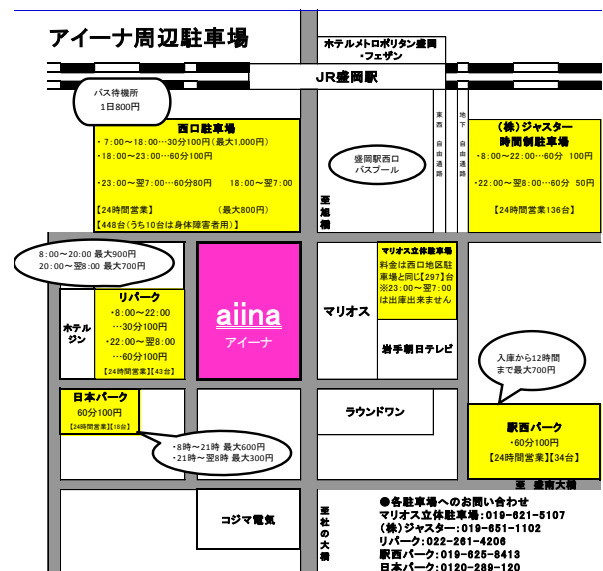 アイーナ周辺駐車場
ホテルメトロポリタン盛岡
・フェザン
JR盛岡駅
バス待機所
1日800円
西口駐車場
・7:00～18:00…30分100円(最大1,000円)
・18:00～23:00…60分100円
・23:00～翌7:00…60分80円 18:00～翌7:00
【24時間営業】 (最大800円)
【448台(うち10台は身体障害者用)】
盛岡駅西口
バスプール
至旭橋
東西自由通路
地下自由通路
(株)ジャスター
時間制駐車場
・8:00～22:00…60分 100円
・22:00～翌8:00…60分 50円
【24時間営業136台】
8:00～20:00 最大900円
20:00～翌8:00 最大700円
ホテル
ジン
リパーク
・8:00～22:00
…30分100円
・22:00～翌8:00
…60分100円
【24時間営業】【43台】
aiina
アイーナ
マリオス
マリオス立体駐車場
料金は西口地区駐
車場と同じ【297】台
※23:00～翌7:00
は出庫出来ません
岩手朝日テレビ
入庫から12時間
まで最大700円
日本パーク
60分100円
【24時間営業】【18台】
・8時～21時 最大600円
・21時～翌8時 最大300円
ラウンドワン
駅西パーク
・60分100円
【24時間営業】【34台】
至 盛南大橋
コジマ電気
至杜の大橋
●各駐車場へのお問い合わせ
マリオス立体駐車場:019-621-5107
(株)ジャスター:019-651-1102
リパーク:022-261-4206
駅西パーク:019-625-8413
日本パーク:0120-289-120